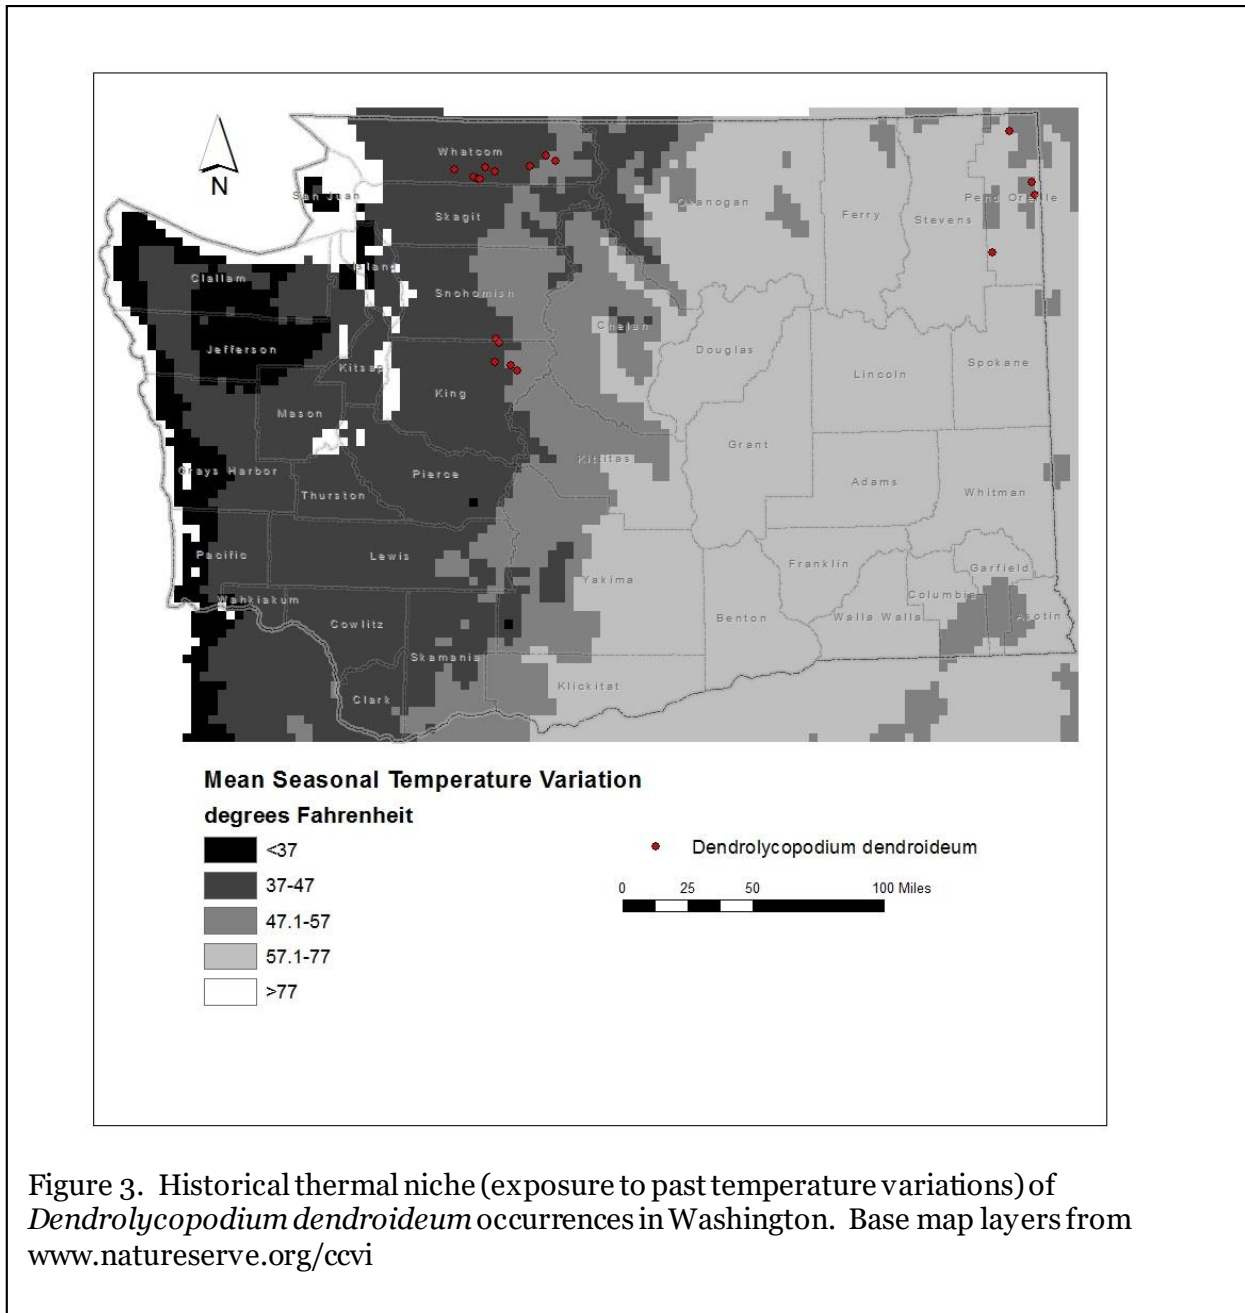 N
Whatcom
San Juan
Skagit
Okanogan
Ferry
Stevens
Pend Oreille
Island
Clallam
Snohomish
Chelan
Jefferson
Douglas
Kitsap
Lincoln
Spokane
King
Mason
Grant
Kittitas
Grays Harbor
Pierce
Adams
Thurston
Whitman
Pacific
Lewis
Franklin
Garfield
Yakima
Columbia
Wahkiakum
Cowlitz
Benton
Walla Walla
Asotin
Skamania
Klickitat
Clark
Mean Seasonal Temperature Variation
degrees Fahrenheit
<37
37-47
47.1-57
57.1-77
>77
Dendrolycopodium dendroideum
0 25 50 100 Miles
Figure 3. Historical thermal niche (exposure to past temperature variations) of
Dendrolycopodium dendroideum occurrences in Washington. Base map layers from
www.natureserve.org/ccvi